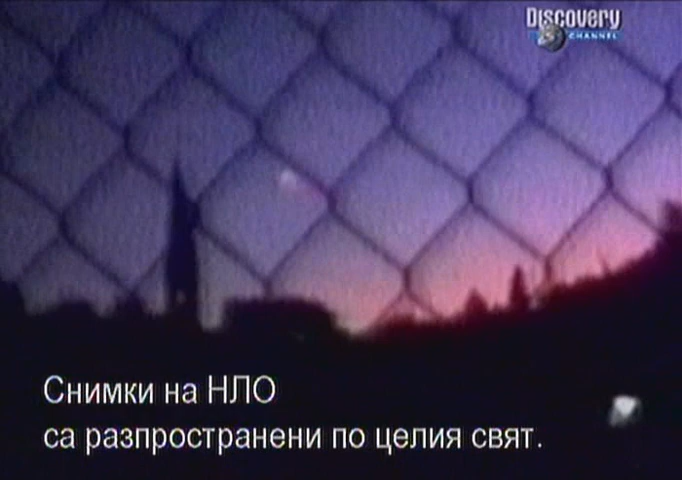 Discovery
CHANNEL
Снимки на НЛО
са разпространени по целия свят.